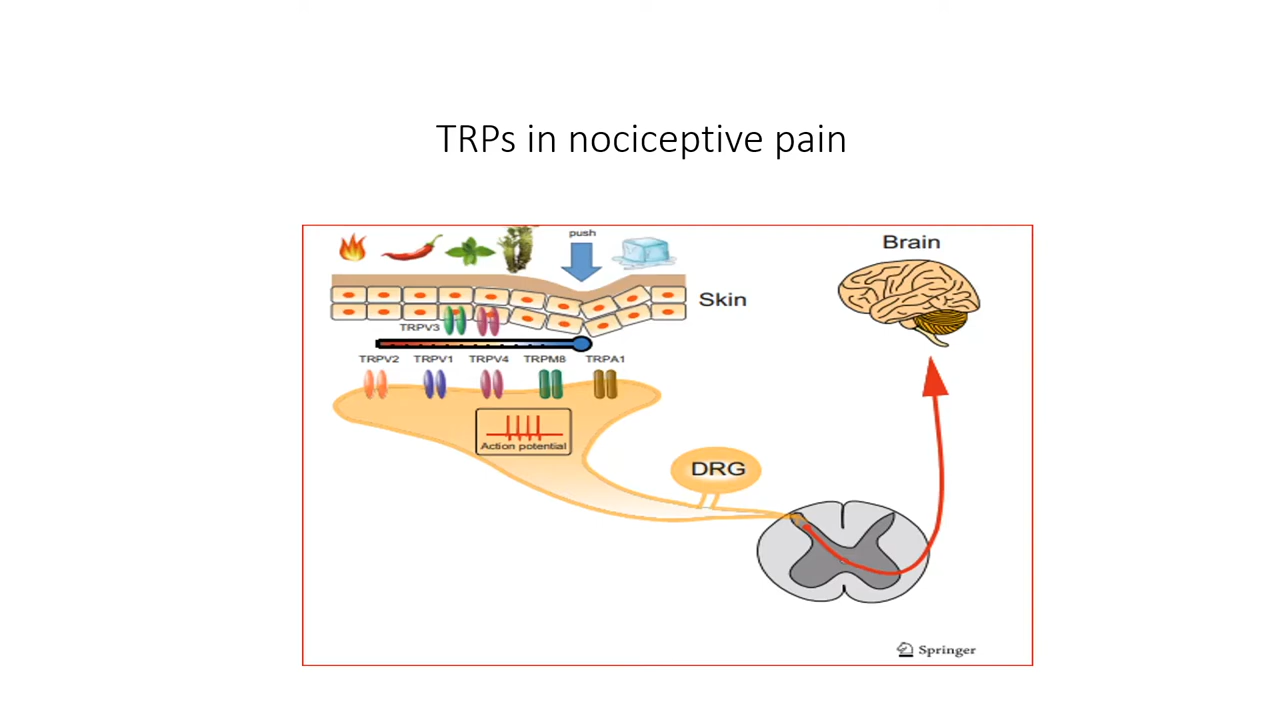 TRPs in nociceptive pain
push
Brain
Skin
TRPV3
TRPV2 TRPV1 TRPV4 TRPM8 TRPA1
Action potential
DRG
Springer